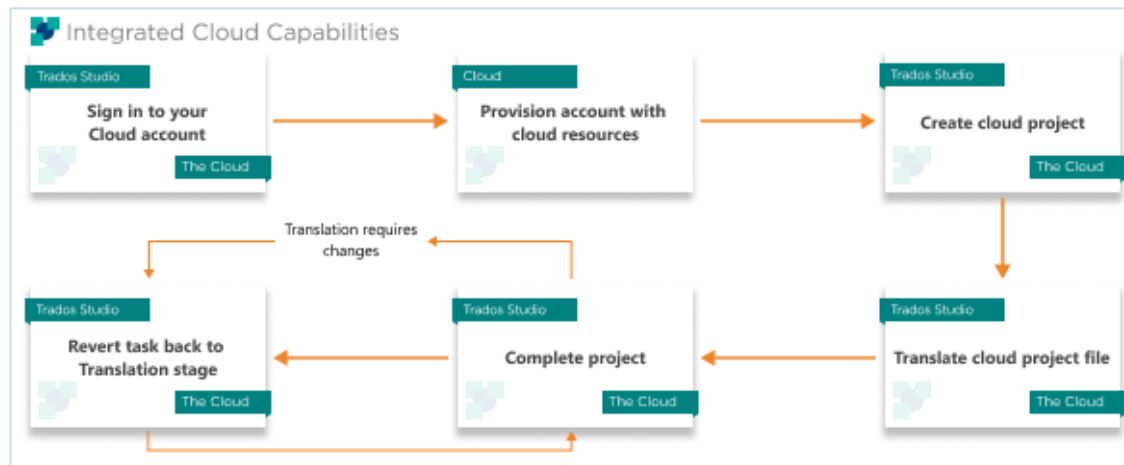 Integrated Cloud Capabilities
Trados Studio
Sign in to your
Cloud account
The Cloud
Cloud
Provision account with
cloud resources
Trados Studio
Create cloud project
The Cloud
Translation requires
changes
Trados Studio
Revert task back to
Translation stage
The Cloud
Trados Studio
Complete project
The Cloud
Trados Studio
Translate cloud project file
The Cloud